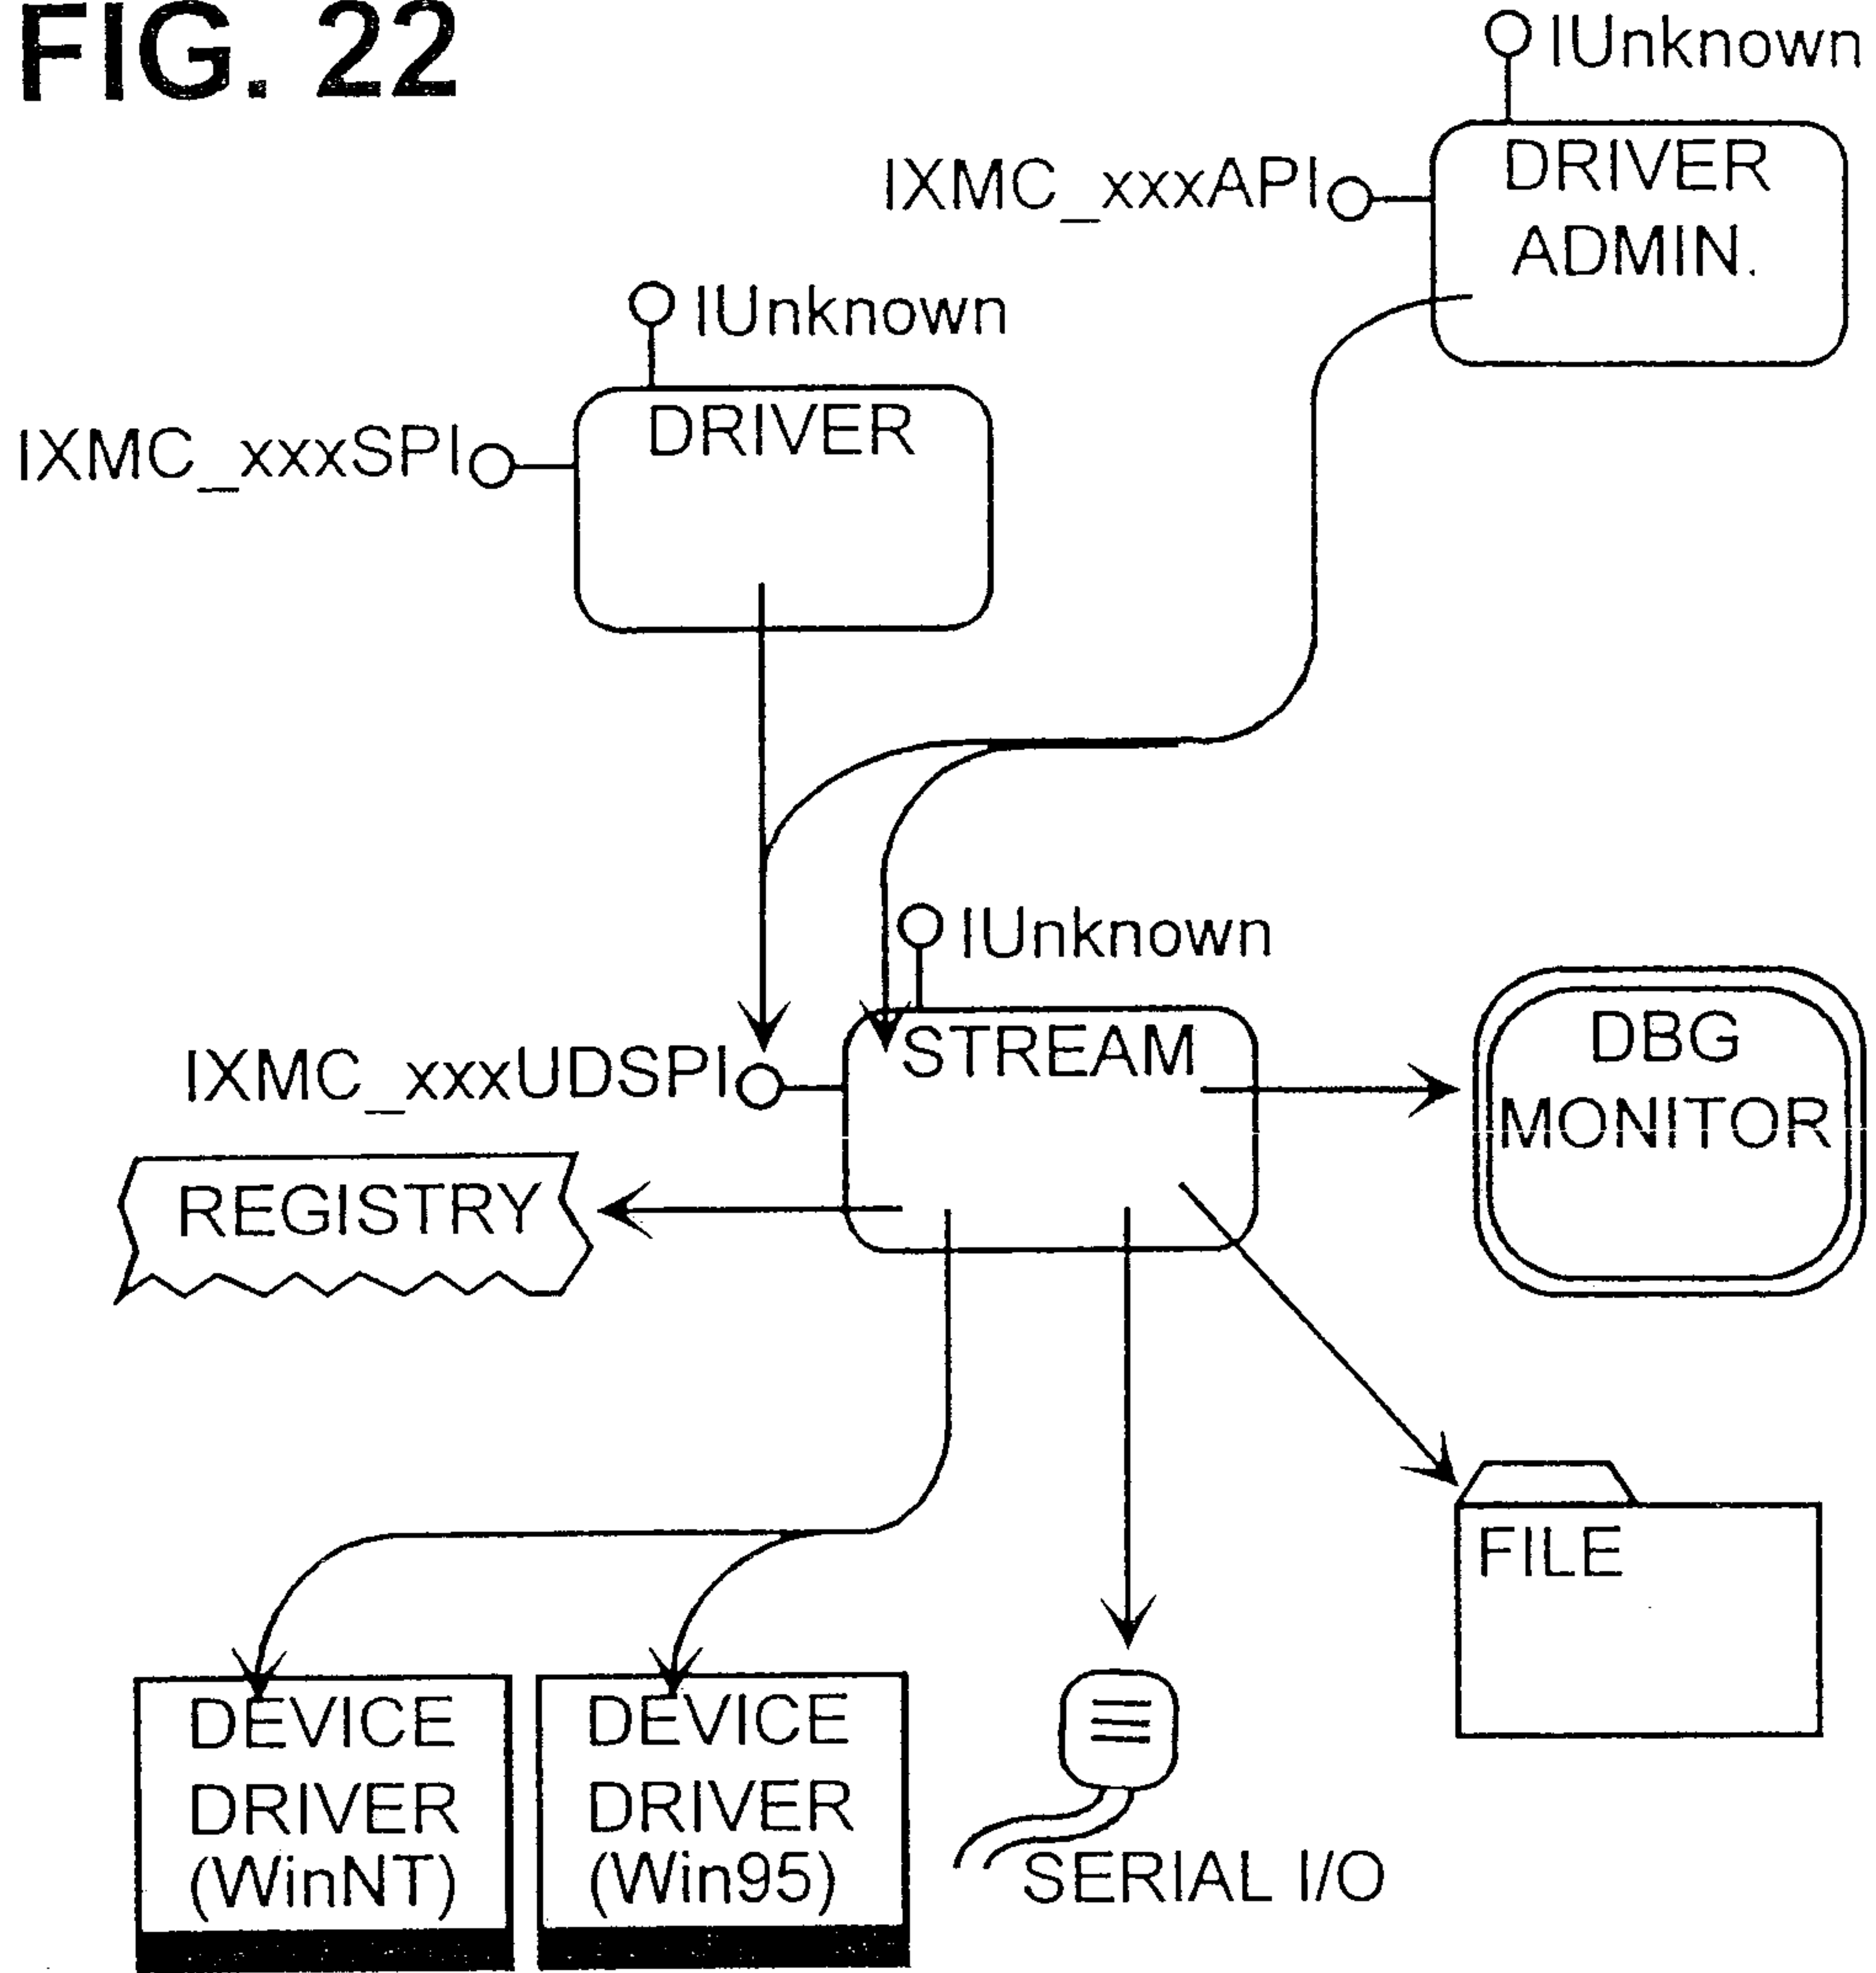 FIG. 22
IUnknown
IXMC_xxxAPI
DRIVER
ADMIN.
IUnknown
IXMC_xxxSPI
DRIVER
IUnknown
IXMC_xxxUDSPI
STREAM
DBG
MONITOR
REGISTRY
FILE
DEVICE
DRIVER
(WinNT)
DEVICE
DRIVER
(Win95)
SERIAL I/O